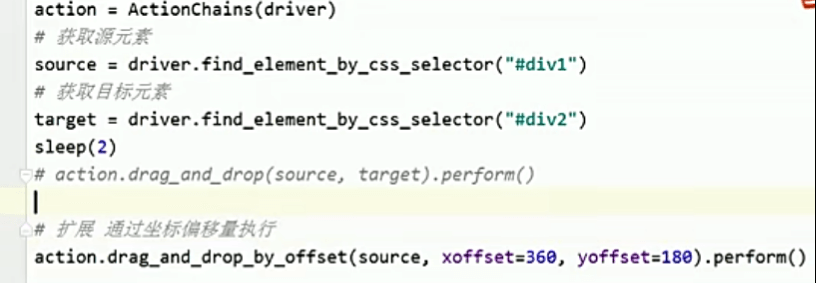 action = ActionChains(driver)
# 获取源元素
source = driver.find_element_by_css_selector("#div1")
# 获取目标元素
target = driver.find_element_by_css_selector("#div2")
sleep(2)
# action.drag_and_drop(source, target).perform()
# 扩展 通过坐标偏移量执行
action.drag_and_drop_by_offset(source, xoffset=360, yoffset=180).perform()